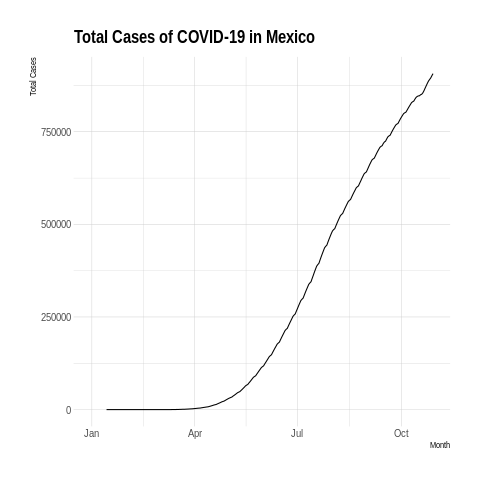 Total Cases of COVID-19 in Mexico
Total Cases
750000
500000
250000
0
Jan Apr Jul Oct
Month